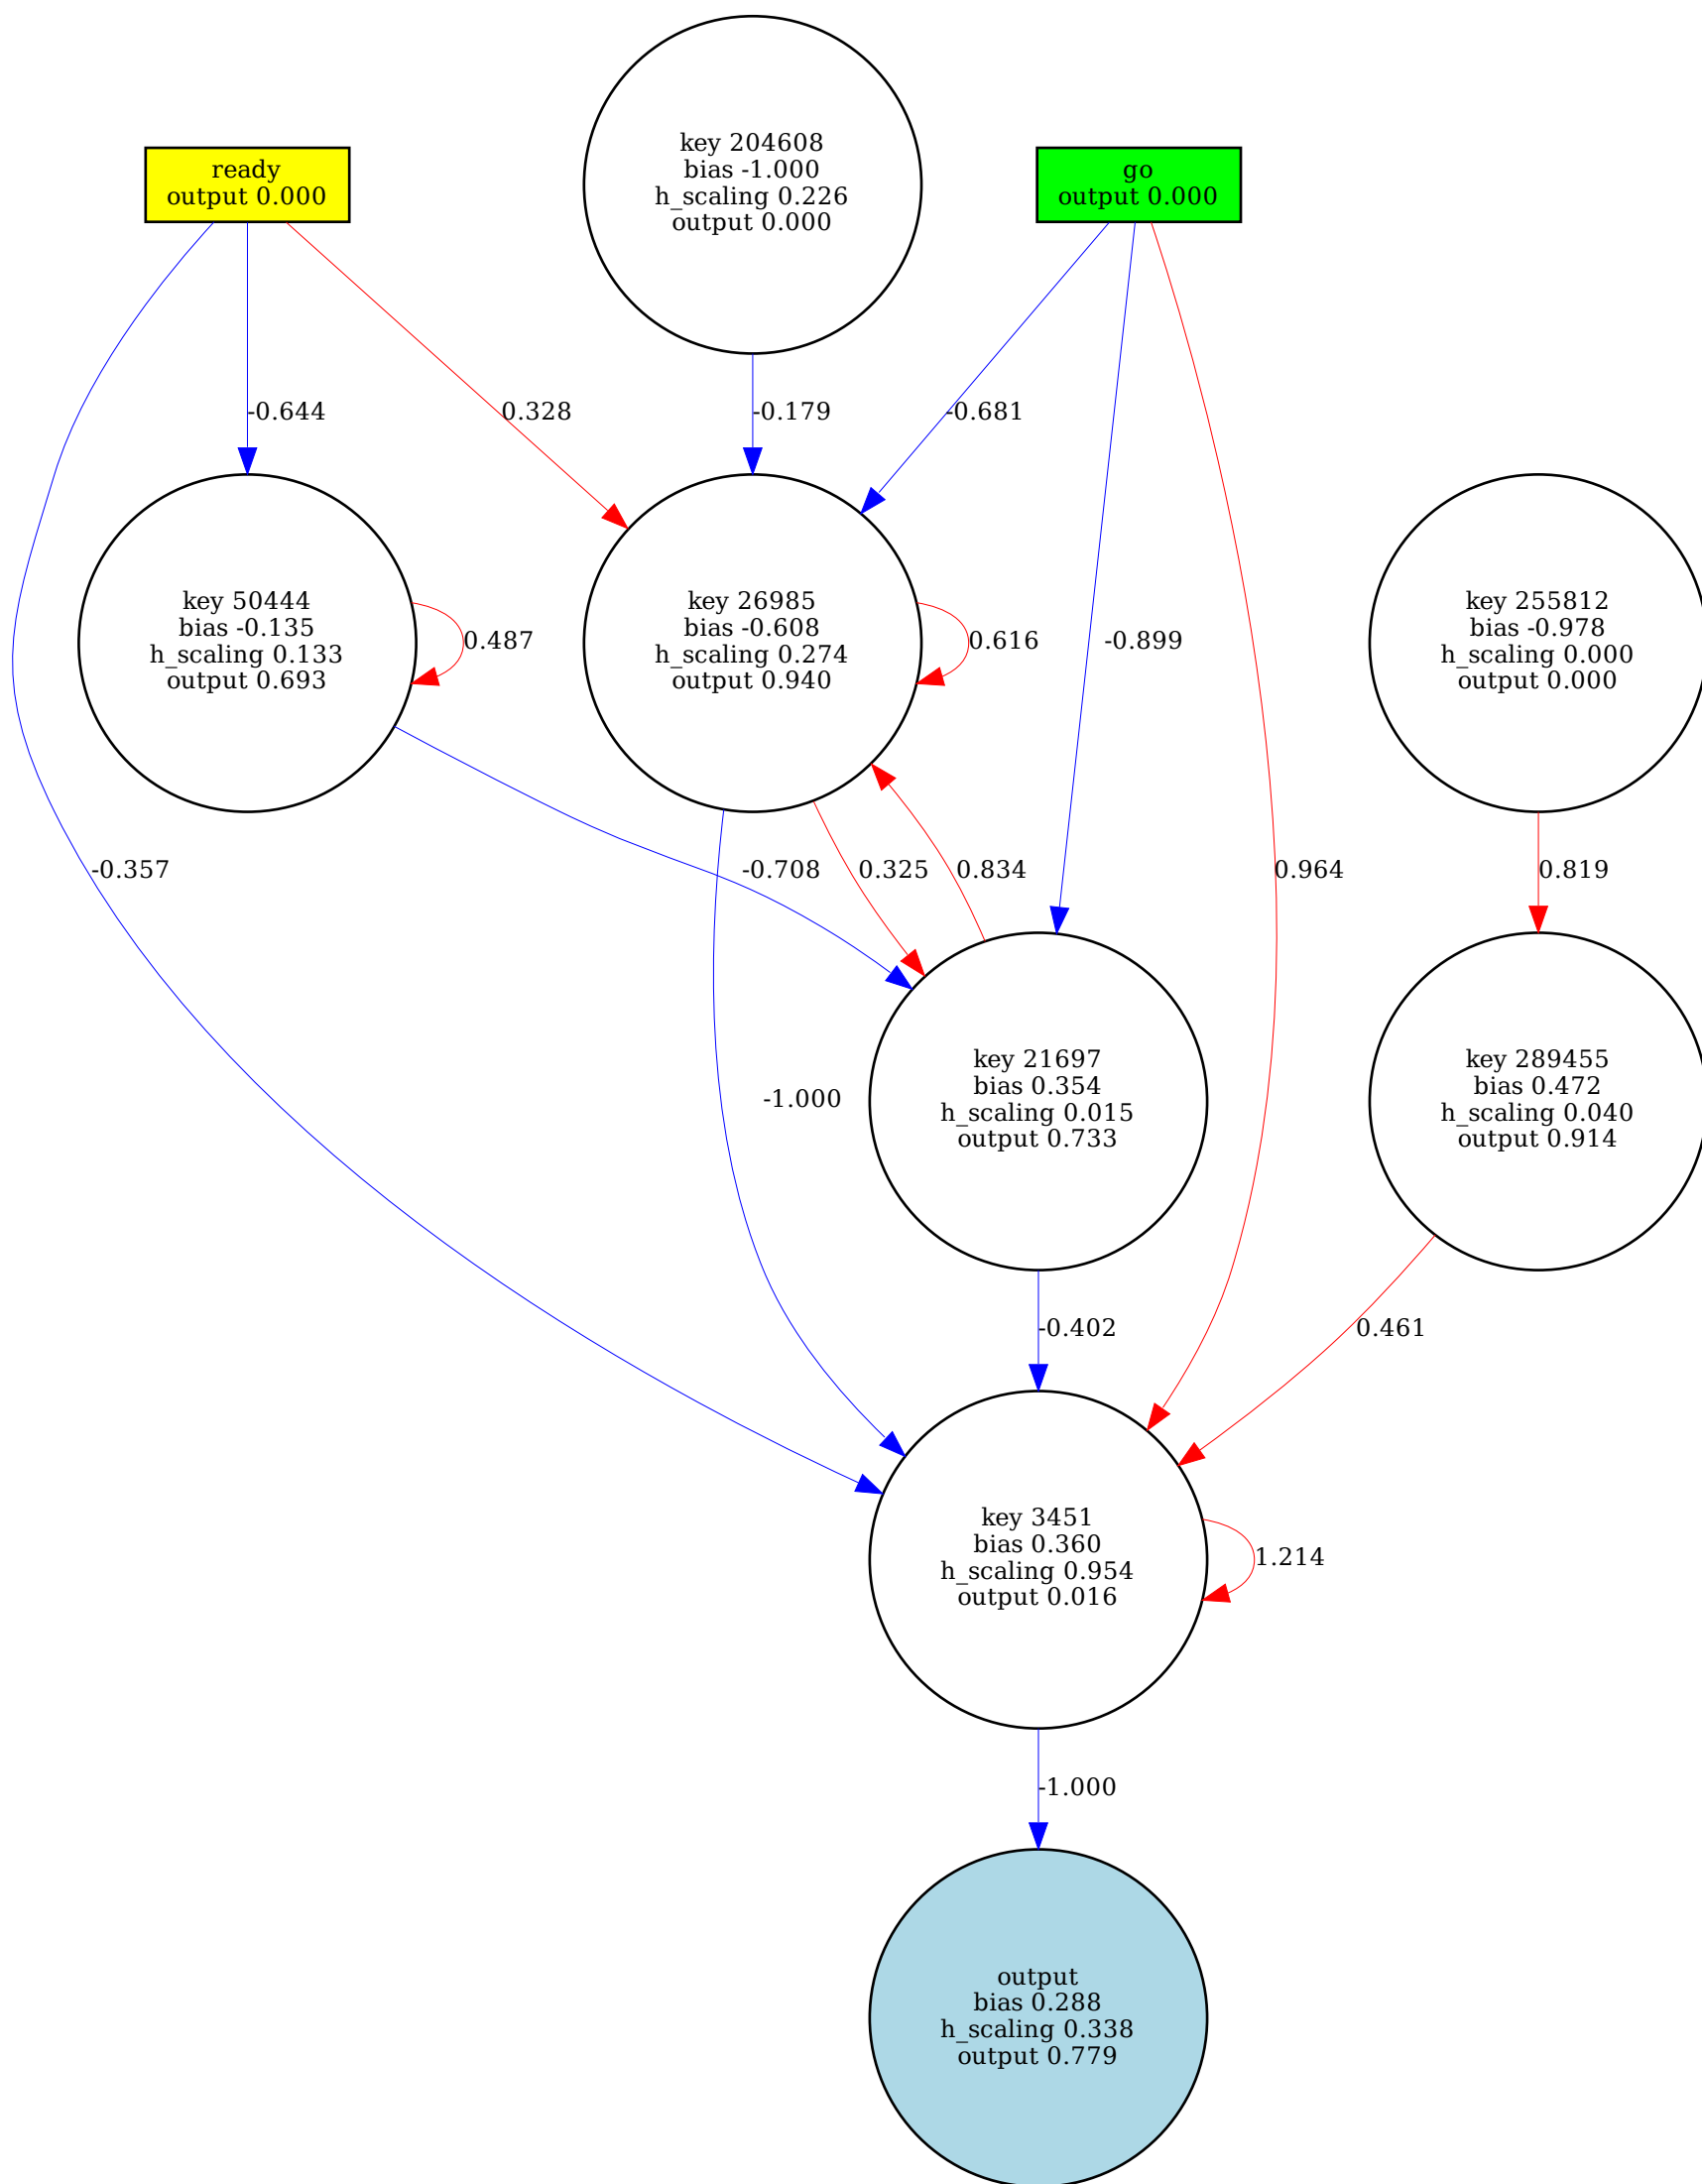 key 204608
bias -1.000
h_scaling 0.226
output 0.000
ready
output 0.000
go
output 0.000
-0.644
0.328
-0.179
-0.681
key 50444
bias -0.135
h_scaling 0.133
output 0.693
0.487
key 26985
bias -0.608
h_scaling 0.274
output 0.940
0.616
-0.899
key 255812
bias -0.978
h_scaling 0.000
output 0.000
-0.357
-0.708
0.325
0.834
0.964
0.819
-1.000
key 21697
bias 0.354
h_scaling 0.015
output 0.733
key 289455
bias 0.472
h_scaling 0.040
output 0.914
-0.402
0.461
key 3451
bias 0.360
h_scaling 0.954
output 0.016
1.214
-1.000
output
bias 0.288
h_scaling 0.338
output 0.779